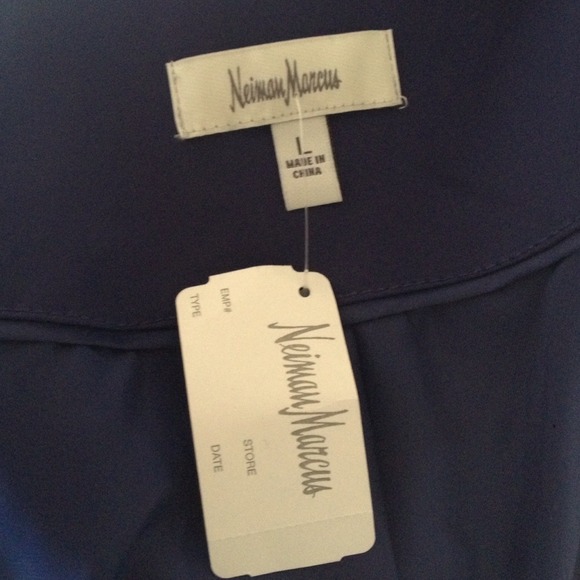 Neiman Marcus
L
MADE IN
CHINA
EMP#
TYPE
Neiman Marcus
STORE
DATE